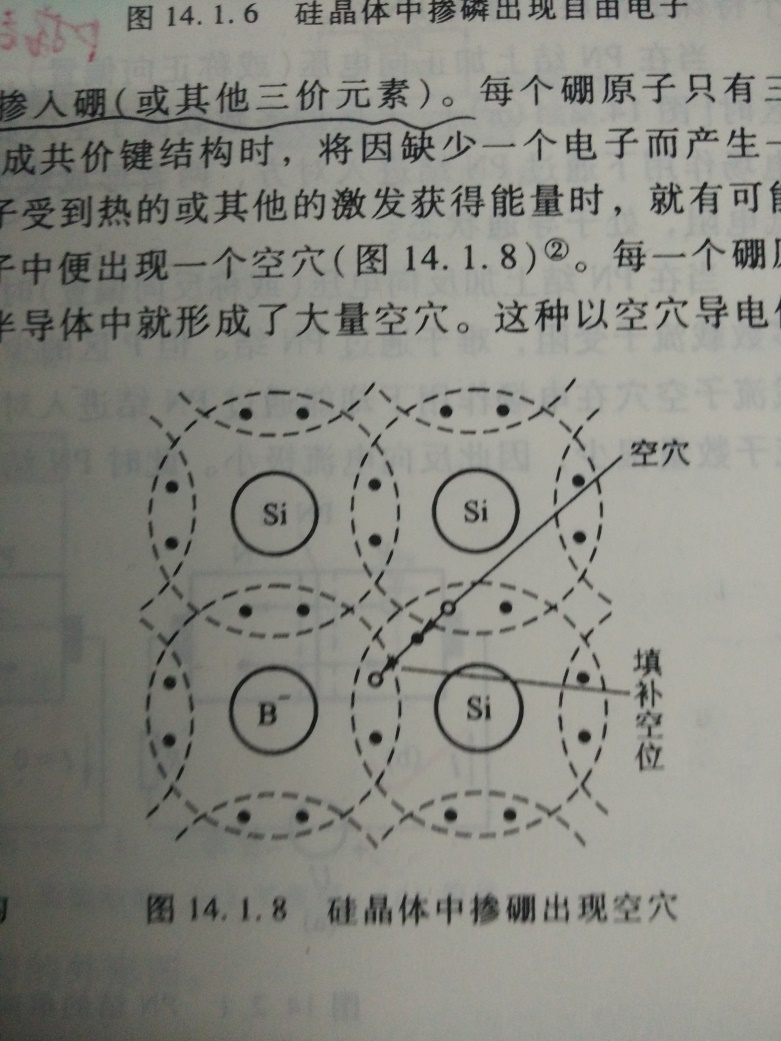 图 14.1.6 硅晶体中掺磷出现自由电子
掺入硼(或其他三价元素)。每个硼原子只有三
成共价键结构时,将因缺少一个电子而产生一
子受到热的或其他的激发获得能量时,就有可能
子中便出现一个空穴(图 14.1.8)②。每一个硼原
半导体中就形成了大量空穴。这种以空穴导电作
空穴
Si
Si
填补空位
B⁻
Si
图 14.1.8 硅晶体中掺硼出现空穴